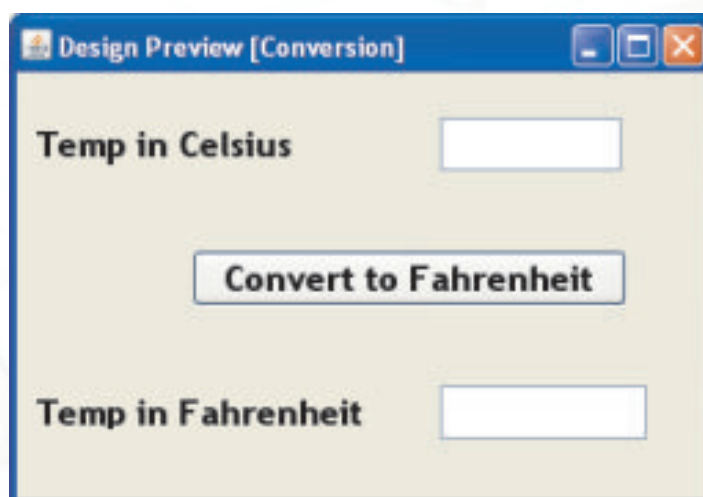 Design Preview [Conversion]
Temp in Celsius
Convert to Fahrenheit
Temp in Fahrenheit